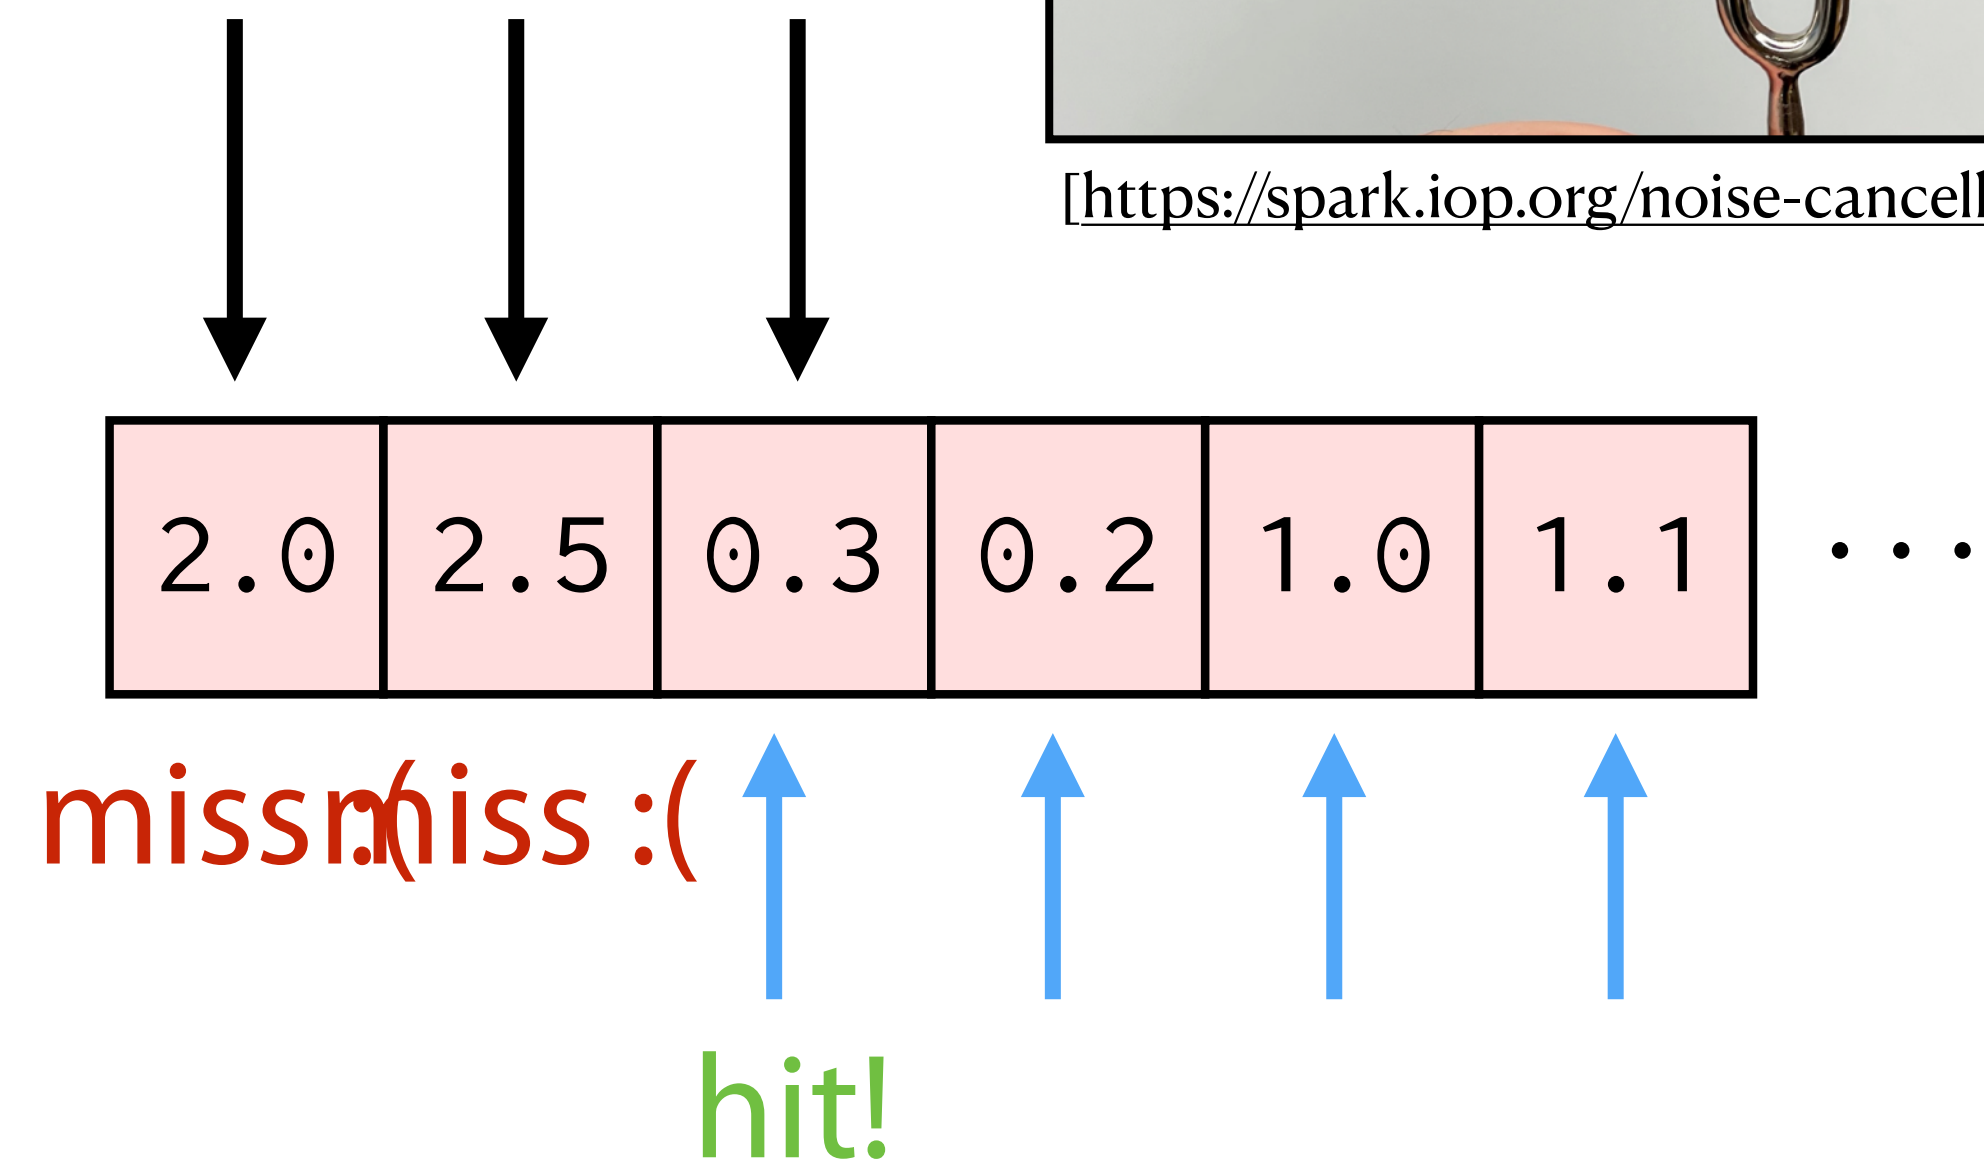 [https://spark.iop.org/noise-cancell
2.0 2.5 0.3 0.2 1.0 1.1 ...
miss :( miss :(
hit!